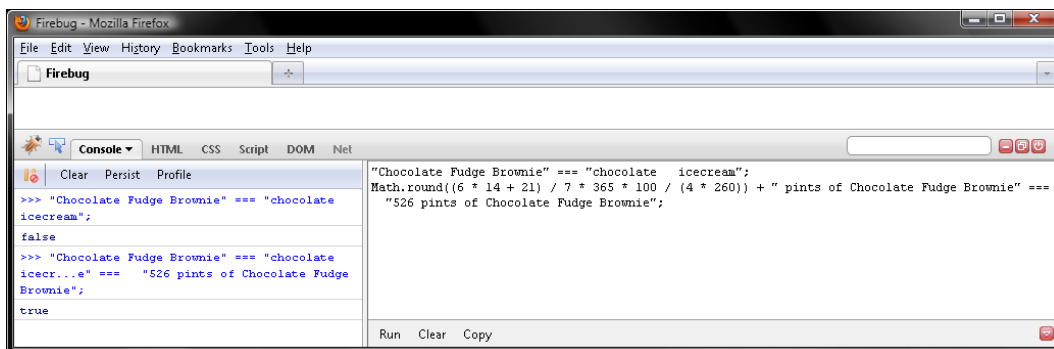 Firebug - Mozilla Firefox
File Edit View History Bookmarks Tools Help
Firebug
Console HTML CSS Script DOM Net
Clear Persist Profile
>>> "Chocolate Fudge Brownie" === "chocolate
icecream";
false
>>> "Chocolate Fudge Brownie" === "chocolate
icecr...e" === "526 pints of Chocolate Fudge
Brownie";
true
"Chocolate Fudge Brownie" === "chocolate icecream";
Math.round((6 * 14 + 21) / 7 * 365 * 100 / (4 * 260)) + " pints of Chocolate Fudge Brownie" ===
"526 pints of Chocolate Fudge Brownie";
Run Clear Copy